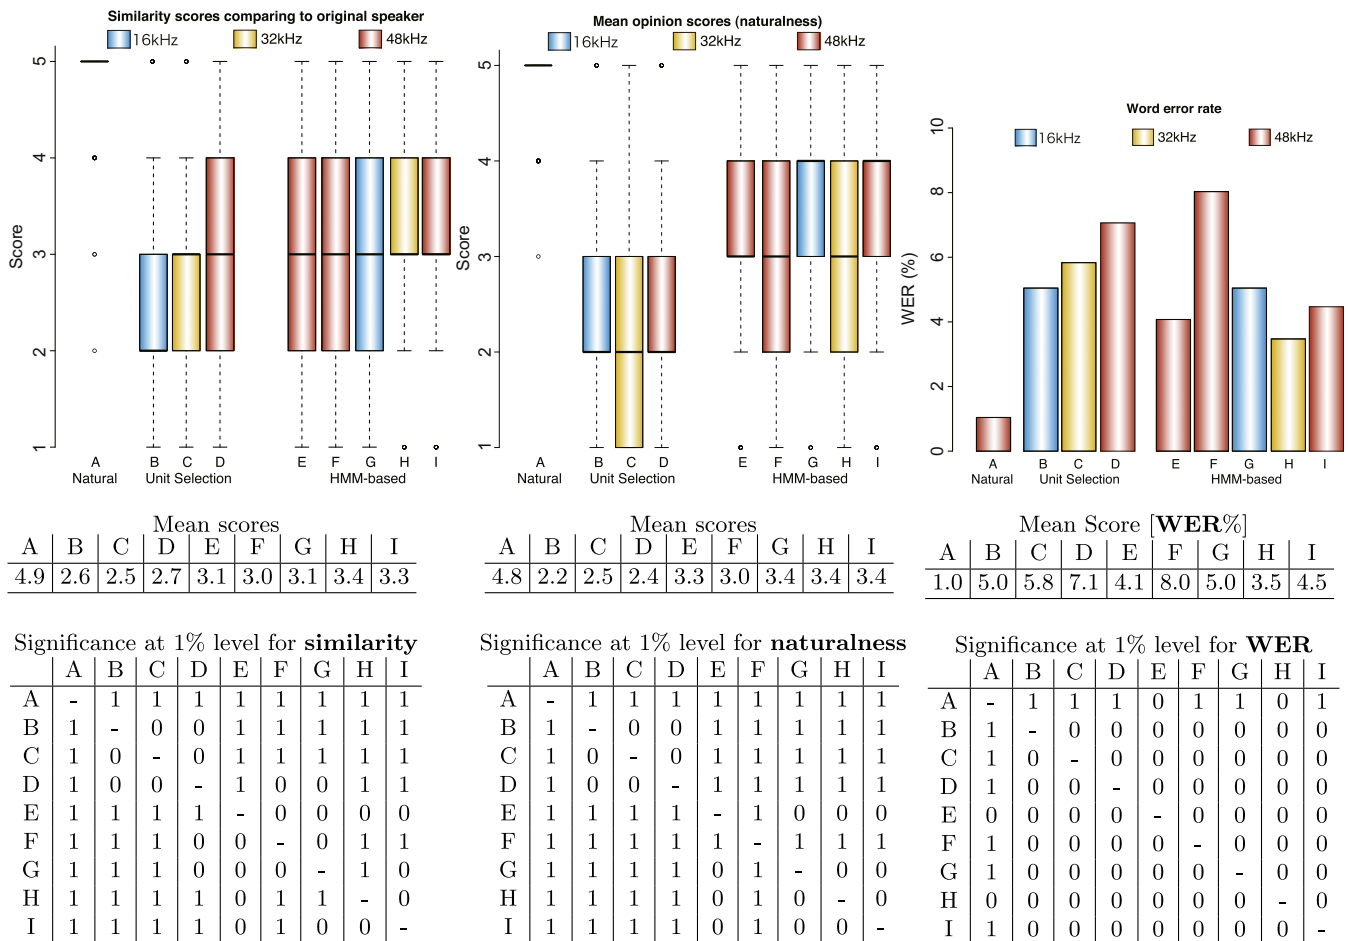 Similarity scores comparing to original speaker
16kHz 32kHz 48kHz
Score
5
4
3
2
1
A B C D E F G H I
Natural Unit Selection HMM-based
Mean opinion scores (naturalness)
16kHz 32kHz 48kHz
Score
5
4
3
2
1
A B C D E F G H I
Natural Unit Selection HMM-based
Word error rate
16kHz 32kHz 48kHz
WER (%)
10
8
6
4
2
0
A B C D E F G H I
Natural Unit Selection HMM-based
Mean scores
A B C D E F G H I
4.9 2.6 2.5 2.7 3.1 3.0 3.1 3.4 3.3
Mean scores
A B C D E F G H I
4.8 2.2 2.5 2.4 3.3 3.0 3.4 3.4 3.4
Mean Score [WER%]
A B C D E F G H I
1.0 5.0 5.8 7.1 4.1 8.0 5.0 3.5 4.5
Significance at 1% level for similarity
A B C D E F G H I
A - 1 1 1 1 1 1 1 1
B 1 - 0 0 1 1 1 1 1
C 1 0 - 0 1 1 1 1 1
D 1 0 0 - 1 0 0 1 1
E 1 1 1 1 - 0 0 0 0
F 1 1 1 0 0 - 0 1 1
G 1 1 1 0 0 0 - 1 0
H 1 1 1 1 0 1 1 - 0
I 1 1 1 1 0 1 0 0 -
Significance at 1% level for naturalness
A B C D E F G H I
A - 1 1 1 1 1 1 1 1
B 1 - 0 0 1 1 1 1 1
C 1 0 - 0 1 1 1 1 1
D 1 0 0 - 1 1 1 1 1
E 1 1 1 1 - 1 0 0 0
F 1 1 1 1 1 - 1 1 1
G 1 1 1 1 0 1 - 0 0
H 1 1 1 1 0 1 0 - 0
I 1 1 1 1 0 1 0 0 -
Significance at 1% level for WER
A B C D E F G H I
A - 1 1 1 0 1 1 0 1
B 1 - 0 0 0 0 0 0 0
C 1 0 - 0 0 0 0 0 0
D 1 0 0 - 0 0 0 0 0
E 0 0 0 0 - 0 0 0 0
F 1 0 0 0 0 - 0 0 0
G 1 0 0 0 0 0 - 0 0
H 0 0 0 0 0 0 0 - 0
I 1 0 0 0 0 0 0 0 -